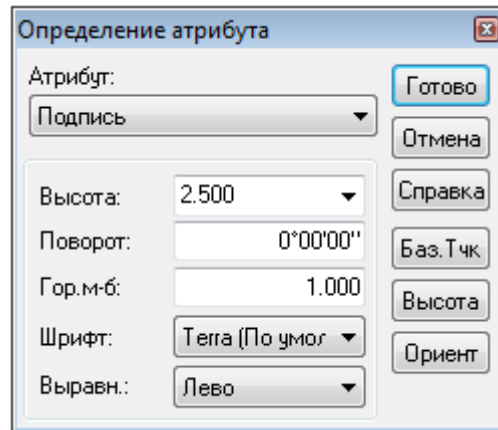 Определение атрибута
Атрибут:
Подпись
Высота: 2.500
Поворот: 0°00'00"
Гор.м-б: 1.000
Шрифт: Terra (По умол
Выравн.: Лево
Готово
Отмена
Справка
Баз.Тчк
Высота
Ориент